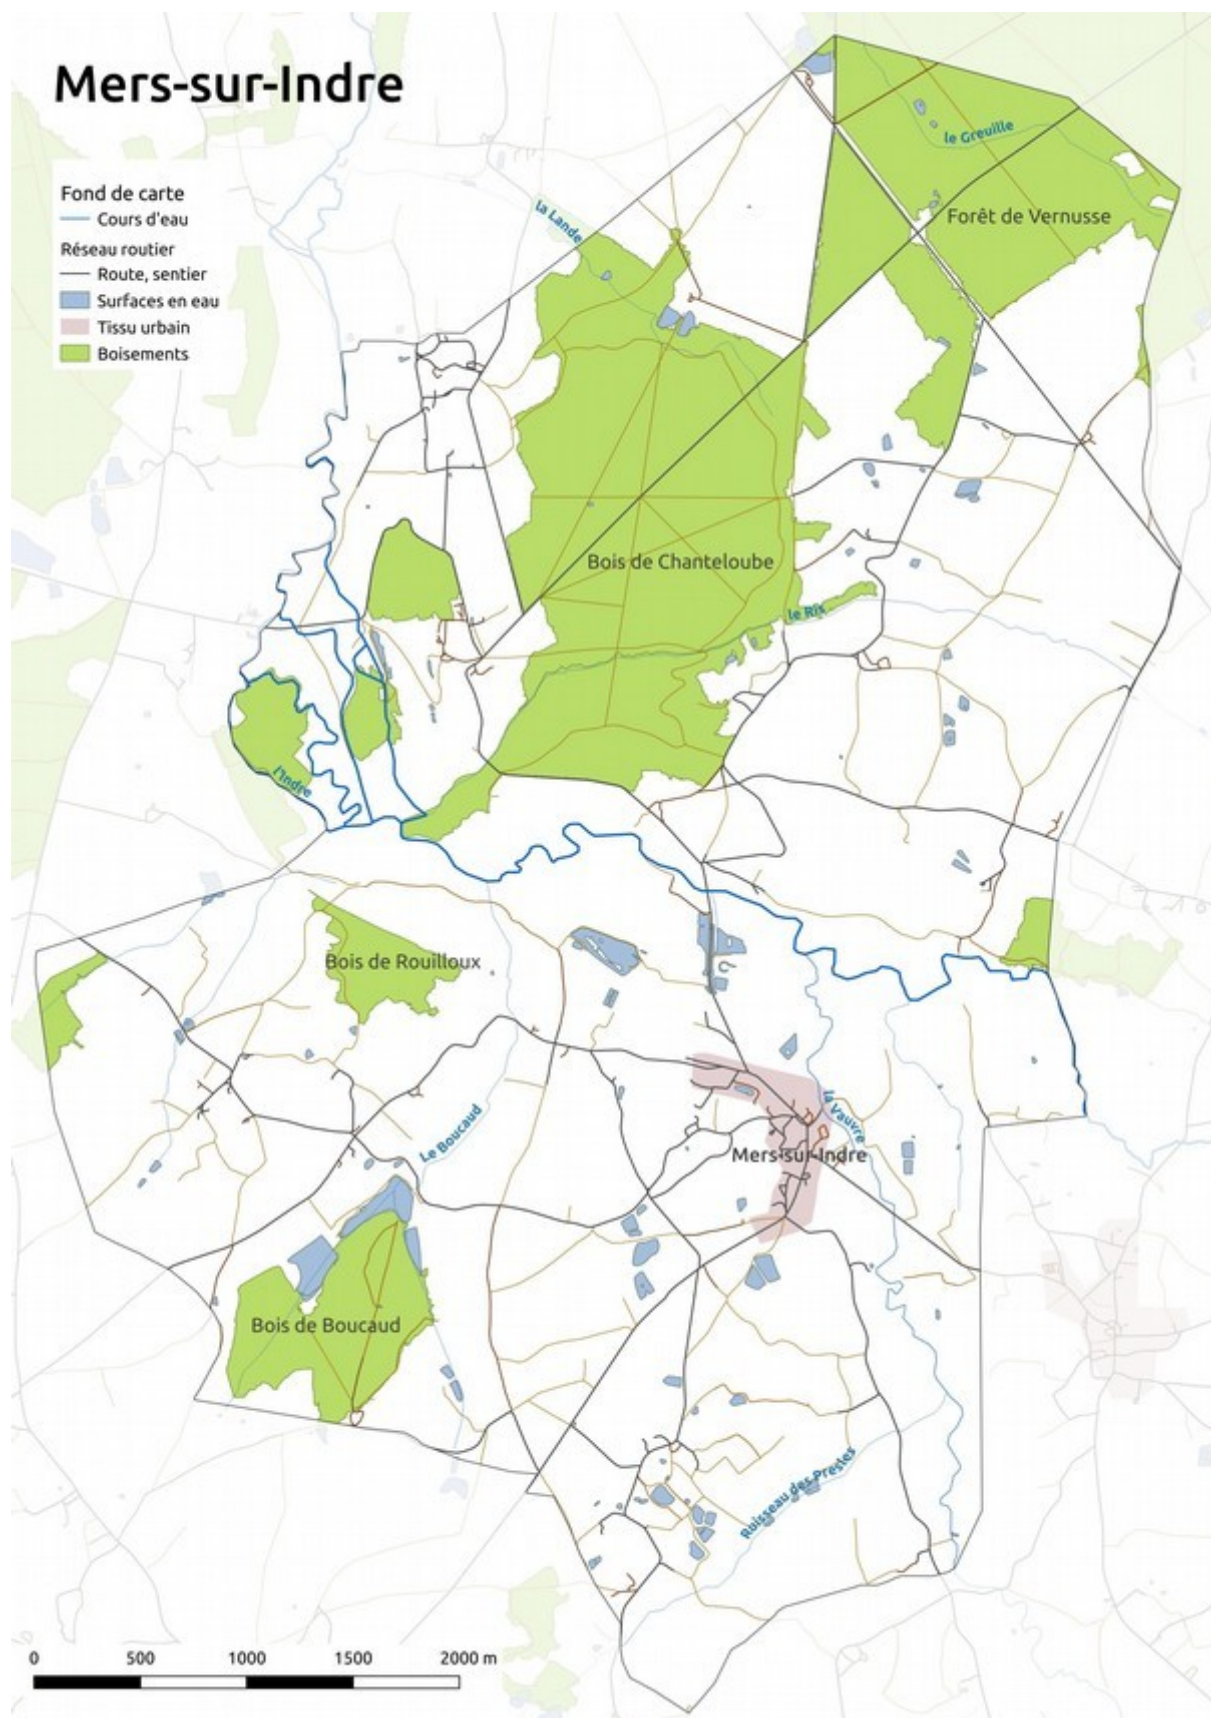 Mers-sur-Indre
Fond de carte
Cours d'eau
Réseau routier
Route, sentier
Surfaces en eau
Tissu urbain
Boisements
le Greuille
la Lande
Forêt de Vernusse
Bois de Chanteloube
le Ris
l'Indre
Bois de Rouilloux
la Vauvre
Le Boucaud
Mers-sur-Indre
Bois de Boucaud
Ruisseau des Presles
0 500 1000 1500 2000 m